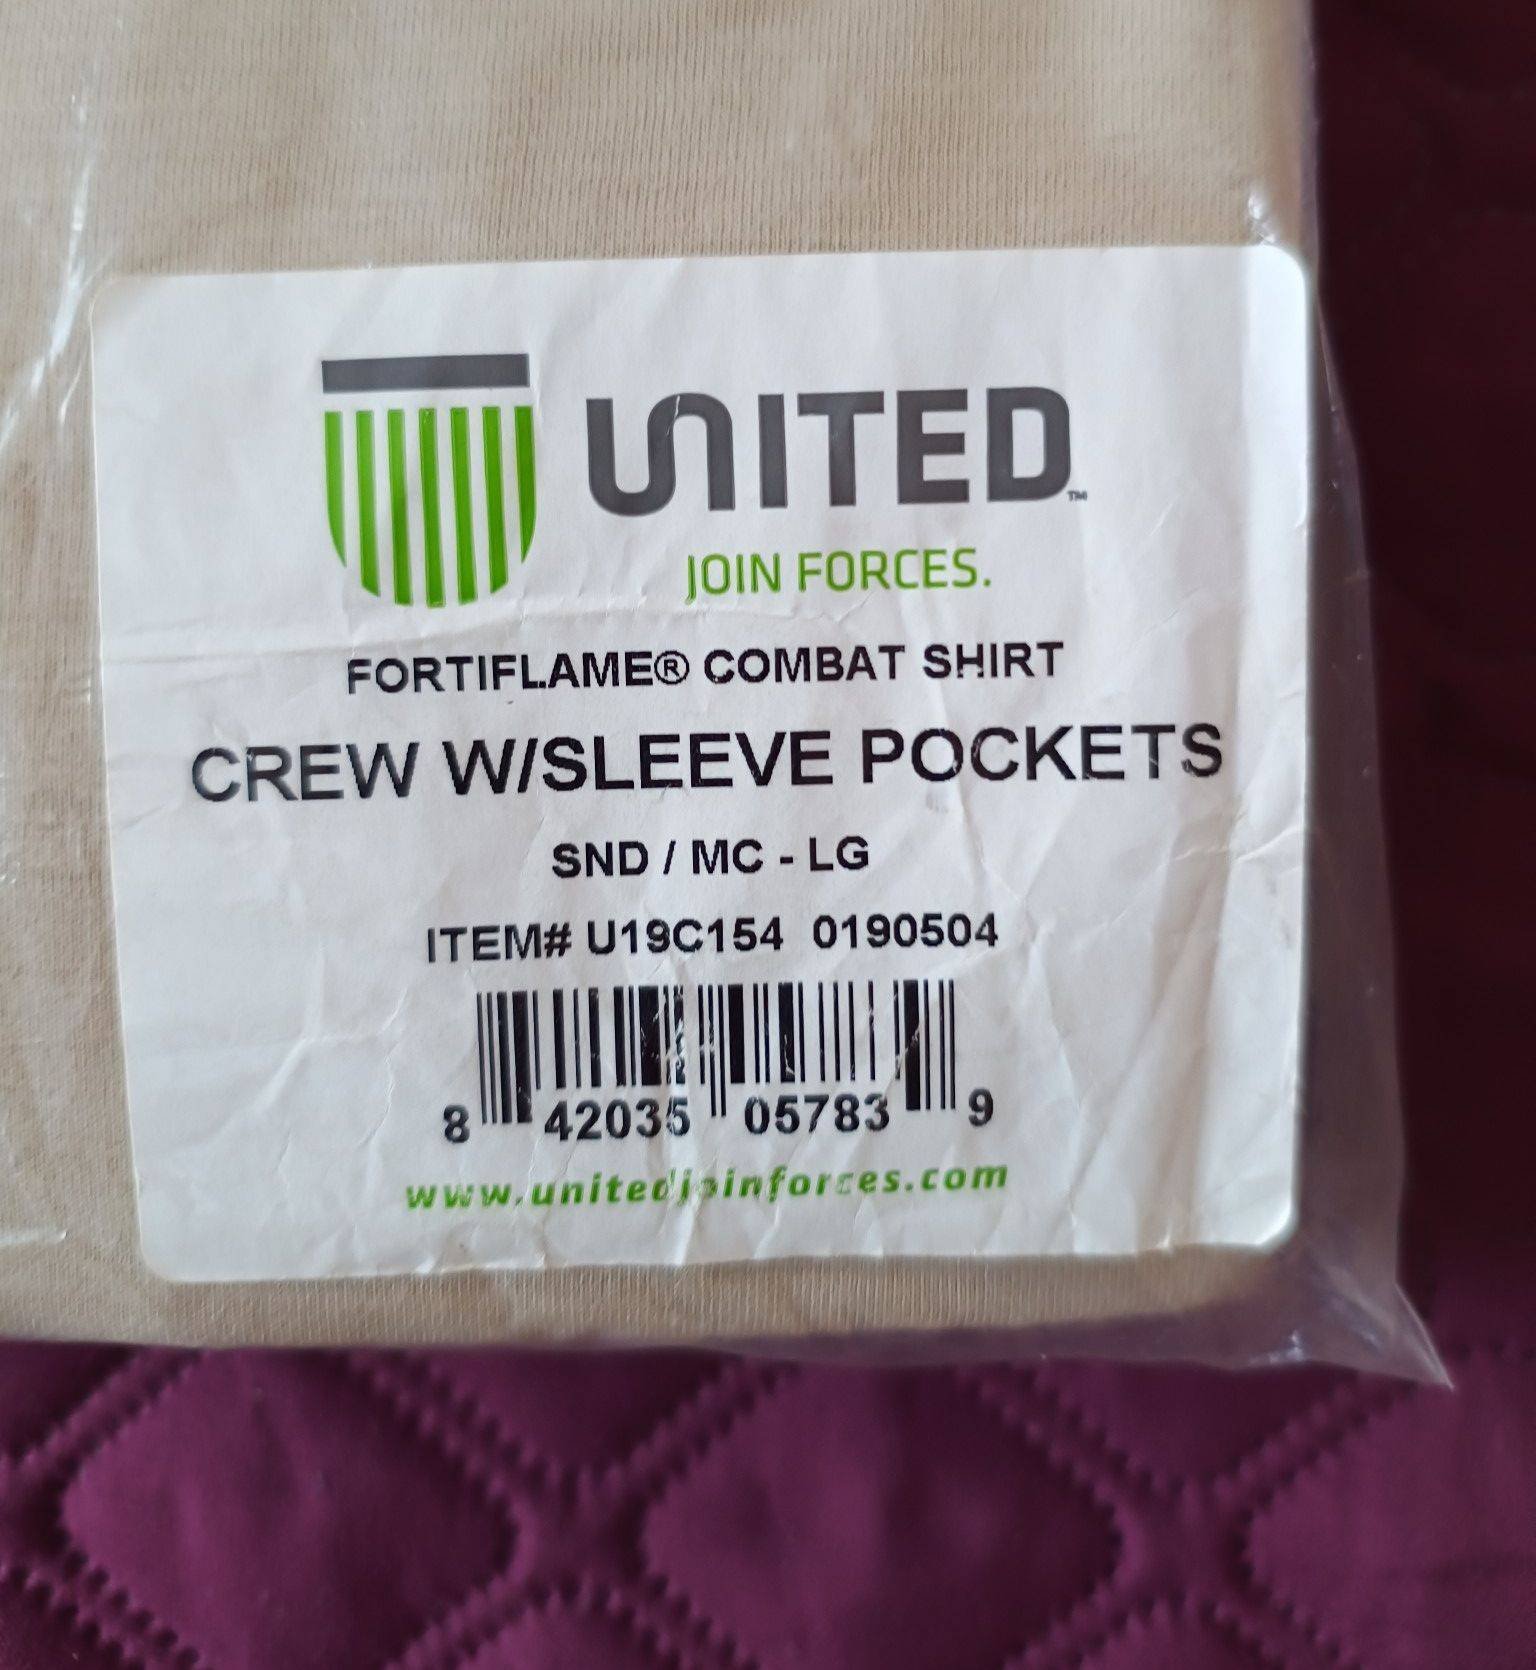 UNITED™
JOIN FORCES.
FORTIFLAME® COMBAT SHIRT
CREW W/SLEEVE POCKETS
SND / MC - LG
ITEM# U19C154 0190504
8 42035 05783 9
www.unitedjoinforces.com